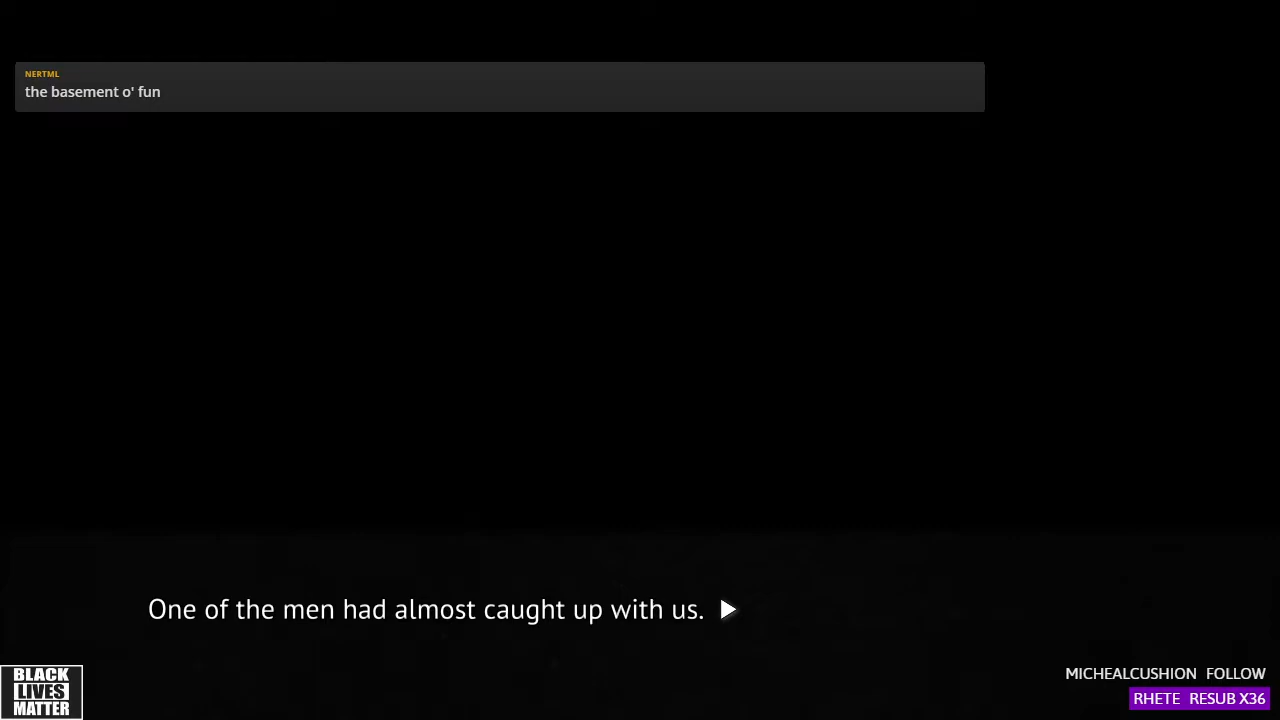 NERTML
the basement o' fun
One of the men had almost caught up with us.
BLACK
LIVES
MATTER
MICHEALCUSHION FOLLOW
RHETE RESUB X36